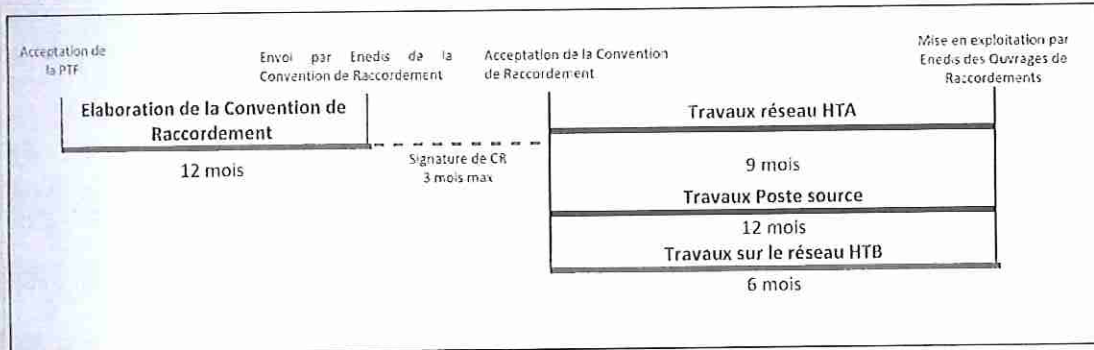 Acceptation de
la PTF
Envoi par Enedis de la
Convention de Raccordement
Acceptation de la Convention
de Raccordement
Mise en exploitation par
Enedis des Ouvrages de
Raccordements
Elaboration de la Convention de
Raccordement
12 mois
Signature de CR
3 mois max
Travaux réseau HTA
9 mois
Travaux Poste source
12 mois
Travaux sur le réseau HTB
6 mois